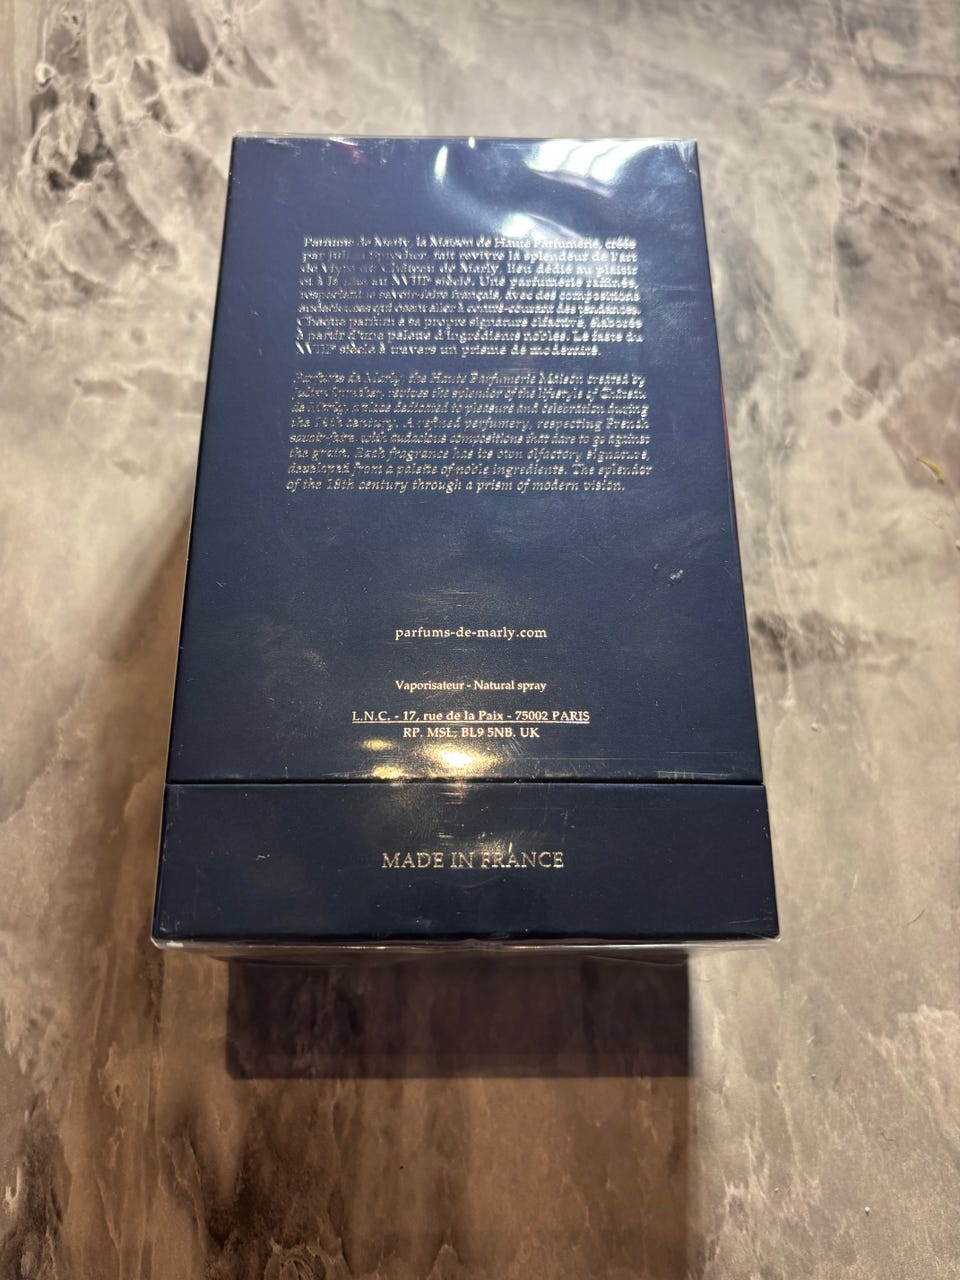 Parfums de Marly, la Maison de Haute Parfumerie, créée
par Julien Sprecher, fait revivre la splendeur de l'art
de vivre du Château de Marly, lieu dédié au plaisir
et à la fête au XVIIIᵉ siècle. Une parfumerie raffinée,
respectant le savoir-faire français, avec des compositions
audacieuses qui osent aller à contre-courant des tendances.
Chaque parfum a sa propre signature olfactive, élaborée
à partir d'une palette d'ingrédients nobles. Le faste du
XVIIIᵉ siècle à travers un prisme de modernité.
Parfums de Marly, the Haute Parfumerie Maison created by
Julien Sprecher, revives the splendor of the lifestyle of Château
de Marly, a place dedicated to pleasure and celebration during
the 18th century. A refined perfumery, respecting French
savoir-faire, with audacious compositions that dare to go against
the grain. Each fragrance has its own olfactory signature,
developed from a palette of noble ingredients. The splendor
of the 18th century through a prism of modern vision.
parfums-de-marly.com
Vaporisateur - Natural spray
L.N.C. - 17, rue de la Paix - 75002 PARIS
RP. MSL, BL9 5NB. UK
MADE IN FRANCE